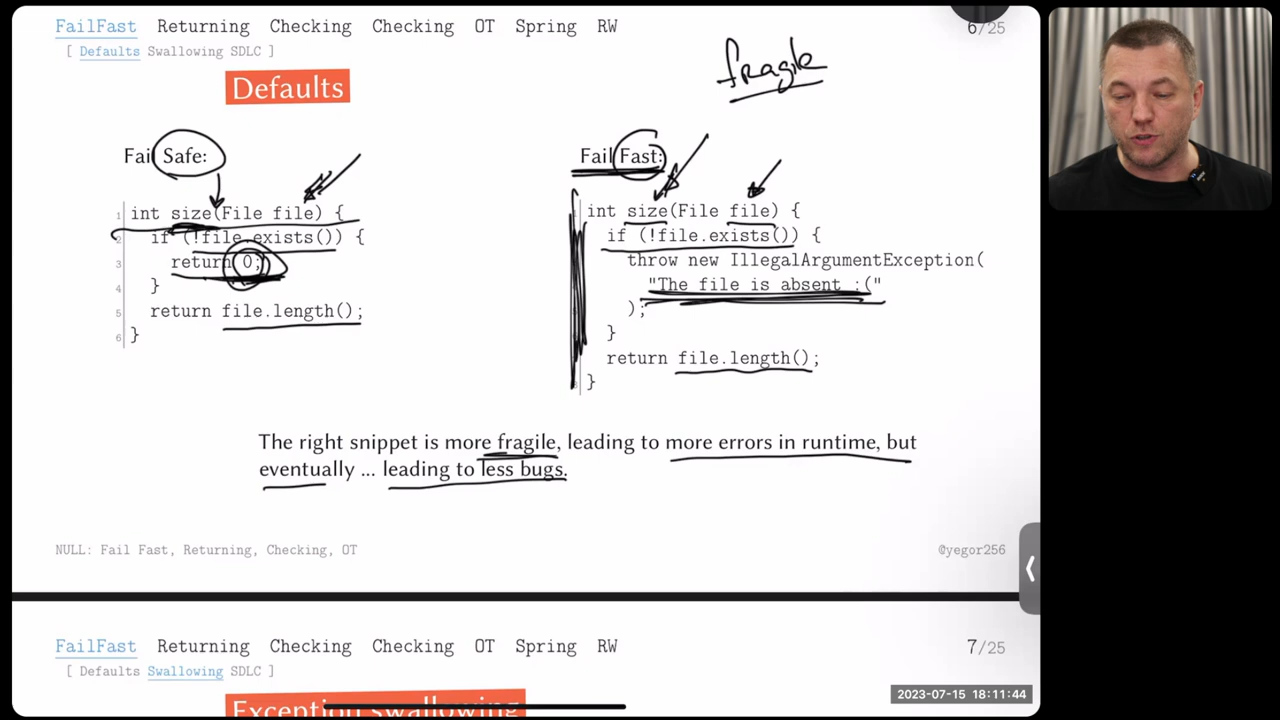 FailFast Returning Checking Checking OT Spring RW
6/25
[ Defaults Swallowing SDLC ]
fragile
Defaults
Fail Safe:
1 int size(File file) {
2 if (!file.exists()) {
3 return 0;
4 }
5 return file.length();
6 }
Fail Fast:
int size(File file) {
if (!file.exists()) {
throw new IllegalArgumentException(
"The file is absent :("
);
}
return file.length();
}
The right snippet is more fragile, leading to more errors in runtime, but
eventually ... leading to less bugs.
NULL: Fail Fast, Returning, Checking, OT
@yegor256
FailFast Returning Checking Checking OT Spring RW
7/25
[ Defaults Swallowing SDLC ]
Exception swallowing
2023-07-15 18:11:44